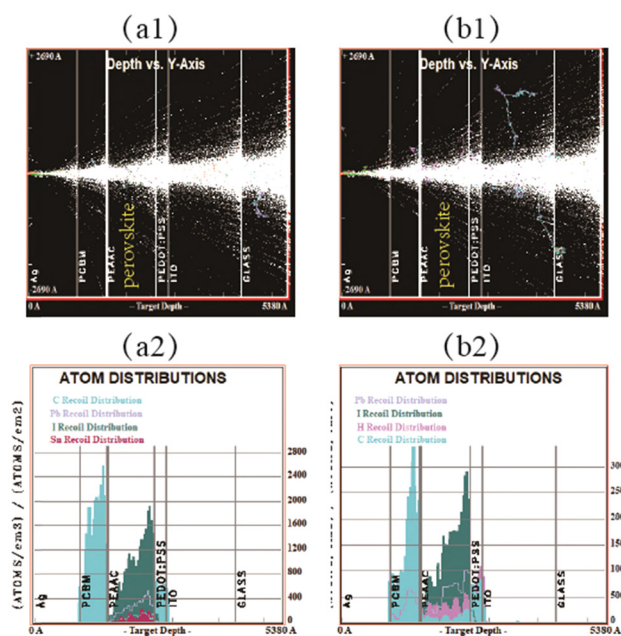 (a1)
(b1)
+2690 A
Depth vs. Y-Axis
Ag
PCBM
PEAAC
perovskite
PEDOT:PSS
ITO
GLASS
-2690 A
0 A
- Target Depth -
5380 A
+2690 A
Depth vs. Y-Axis
Ag
PCBM
PEAAC
perovskite
PEDOT:PSS
ITO
GLASS
-2690 A
0 A
- Target Depth -
5380 A
(a2)
(b2)
ATOM DISTRIBUTIONS
C Recoil Distribution
Pb Recoil Distribution
I Recoil Distribution
Sn Recoil Distribution
(ATOMS/cm3) / (ATOMS/cm2)
2800
2400
2000
1600
1200
800
400
0
Ag
PCBM
PEAAC
PEDOT:PSS
ITO
GLASS
0 A
- Target Depth -
5380 A
ATOM DISTRIBUTIONS
Pb Recoil Distribution
I Recoil Distribution
H Recoil Distribution
C Recoil Distribution
Ag
PCBM
PEAAC
PEDOT:PSS
ITO
GLASS
0 A
- Target Depth -
5380 A